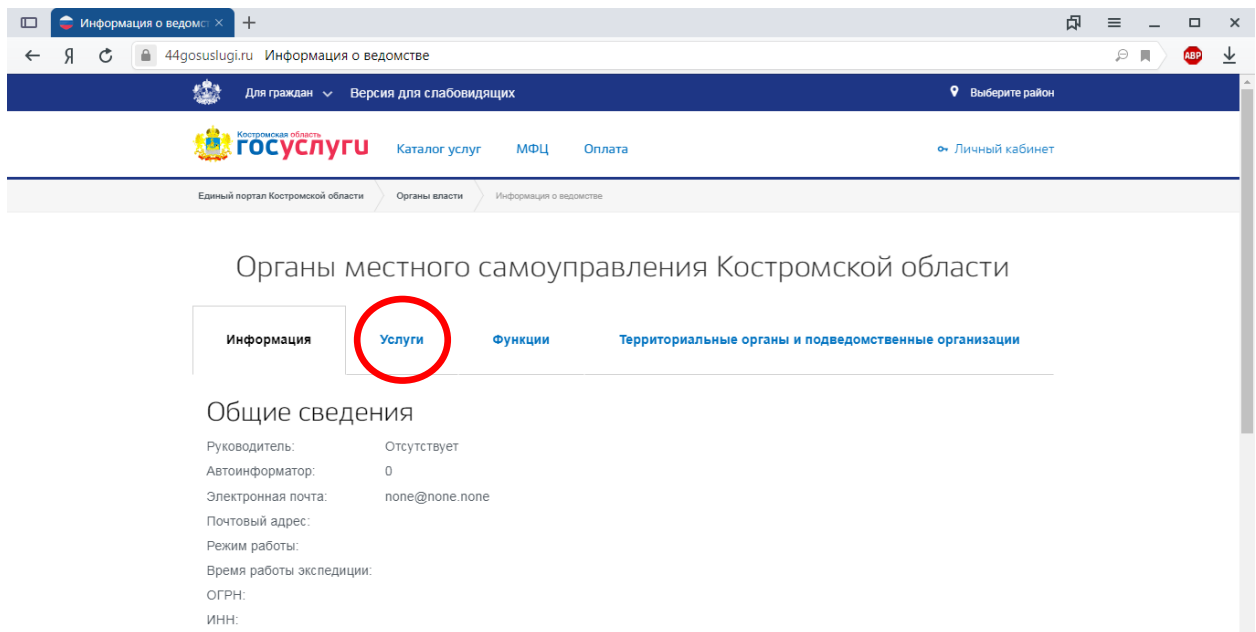 Информация о ведомст
44gosuslugi.ru Информация о ведомстве
ABP
Для граждан Версия для слабовидящих Выберите район
Костромская область
госуслуги Каталог услуг МФЦ Оплата Личный кабинет
Единый портал Костромской области Органы власти Информация о ведомстве
Органы местного самоуправления Костромской области
Информация Услуги Функции Территориальные органы и подведомственные организации
Общие сведения
Руководитель: Отсутствует
Автоинформатор: 0
Электронная почта: none@none.none
Почтовый адрес:
Режим работы:
Время работы экспедиции:
ОГРН:
ИНН: